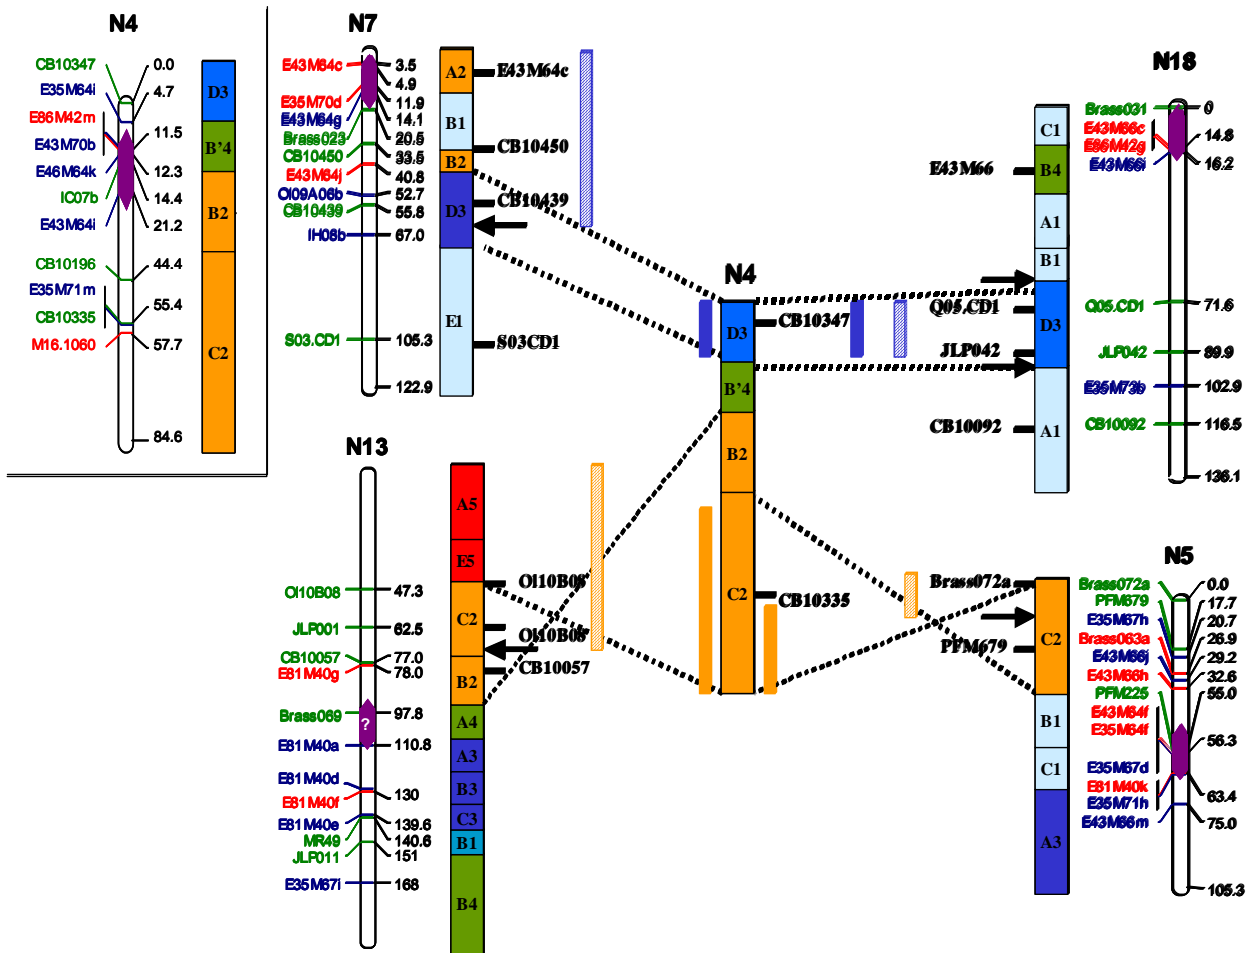 N4
CB10347
E35M64i
E86M42m
E43M70b
E46M64k
IC07b
E43M64i
CB10196
E35M71m
CB10335
M16.1060
0.0
4.7
11.5
12.3
14.4
21.2
44.4
55.4
57.7
84.6
D3
B'4
B2
C2
N7
E43M64c
E35M70d
E43M64g
Brass023
CB10450
E43M64j
Ol09A06b
CB10439
IH08b
S03.CD1
3.5
4.9
11.9
14.1
20.5
33.5
40.8
52.7
55.8
67.0
105.3
122.9
A2
B1
B2
D3
E1
E43M64c
CB10450
CB10439
S03CD1
N4
D3
B'4
B2
C2
CB10347
CB10335
N18
C1
B4
A1
B1
D3
A1
E43M66
Q05.CD1
JLP042
CB10092
Brass031
E43M66c
E86M42g
E43M66i
Q05.CD1
JLP042
E35M73b
CB10092
0
14.8
16.2
71.6
89.9
102.9
116.5
136.1
N13
Ol10B08
JLP001
CB10057
E81M40g
Brass069
E81M40a
E81M40d
E81M40f
E81M40e
MR49
JLP011
E35M67i
?
47.3
62.5
77.0
78.0
97.8
110.8
130
139.6
140.6
151
168
A5
E5
C2
B2
A4
A3
B3
C3
B1
B4
Ol10B08
Ol10B08
CB10057
N5
Brass072a
PFM679
C2
B1
C1
A3
Brass072a
PFM679
E35M67h
Brass063a
E43M66j
E43M66h
PFM225
E43M64f
E35M64f
E35M67d
E81M40k
E35M71h
E43M66m
0.0
17.7
20.7
26.9
29.2
32.6
55.0
56.3
63.4
75.0
105.3